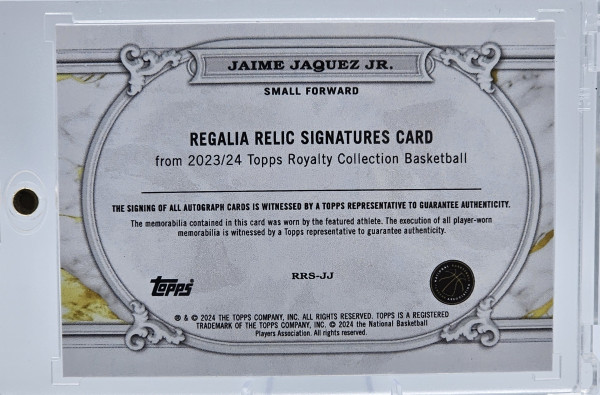 JAIME JAQUEZ JR.
SMALL FORWARD
REGALIA RELIC SIGNATURES CARD
from 2023/24 Topps Royalty Collection Basketball
THE SIGNING OF ALL AUTOGRAPH CARDS IS WITNESSED BY A TOPPS REPRESENTATIVE TO GUARANTEE AUTHENTICITY.
The memorabilia contained in this card was worn by the featured athlete. The execution of all player-worn
memorabilia is witnessed by a Topps representative to guarantee authenticity.
RRS-JJ
Topps
® & © 2024 THE TOPPS COMPANY, INC. ALL RIGHTS RESERVED. TOPPS IS A REGISTERED
TRADEMARK OF THE TOPPS COMPANY, INC. © 2024 the National Basketball
Players Association. All rights reserved.